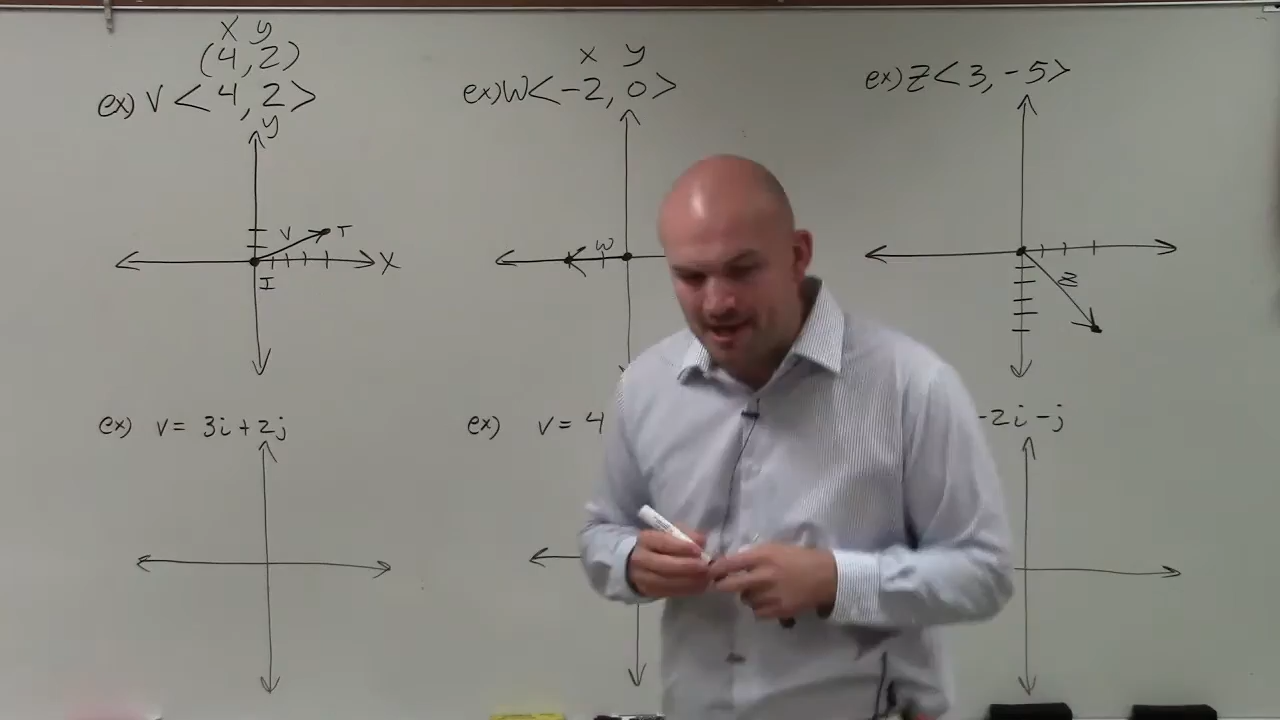 x y
(4,2)
ex) V <4,2>
y
V
T
X
I
x y
ex) W<-2, 0>
W
ex) Z<3, -5>
Z
ex) v = 3i + 2j
ex) v = 4
-2i - j